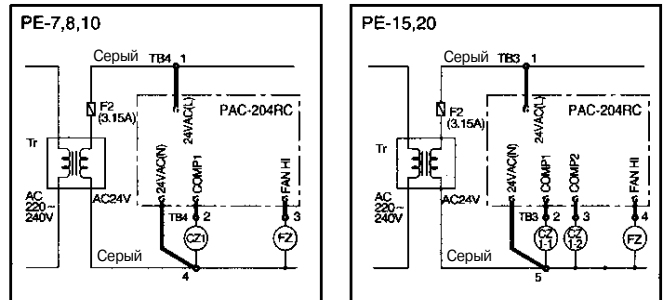 PE-7,8,10
Серый TB4 1
F2
(3.15A)
24VAC(L)
PAC-204RC
Tr
24VAC(N)
COMP1
FAN HI
AC
220~
240V
AC24V
TB4 2
3
CZ1
FZ
Серый
4
PE-15,20
Серый TB3 1
F2
(3.15A)
24VAC(L)
PAC-204RC
Tr
24VAC(N)
COMP1
COMP2
FAN HI
AC
220~
240V
AC24V
TB3 2
3
4
CZ
1-1
CZ
1-2
FZ
Серый
5